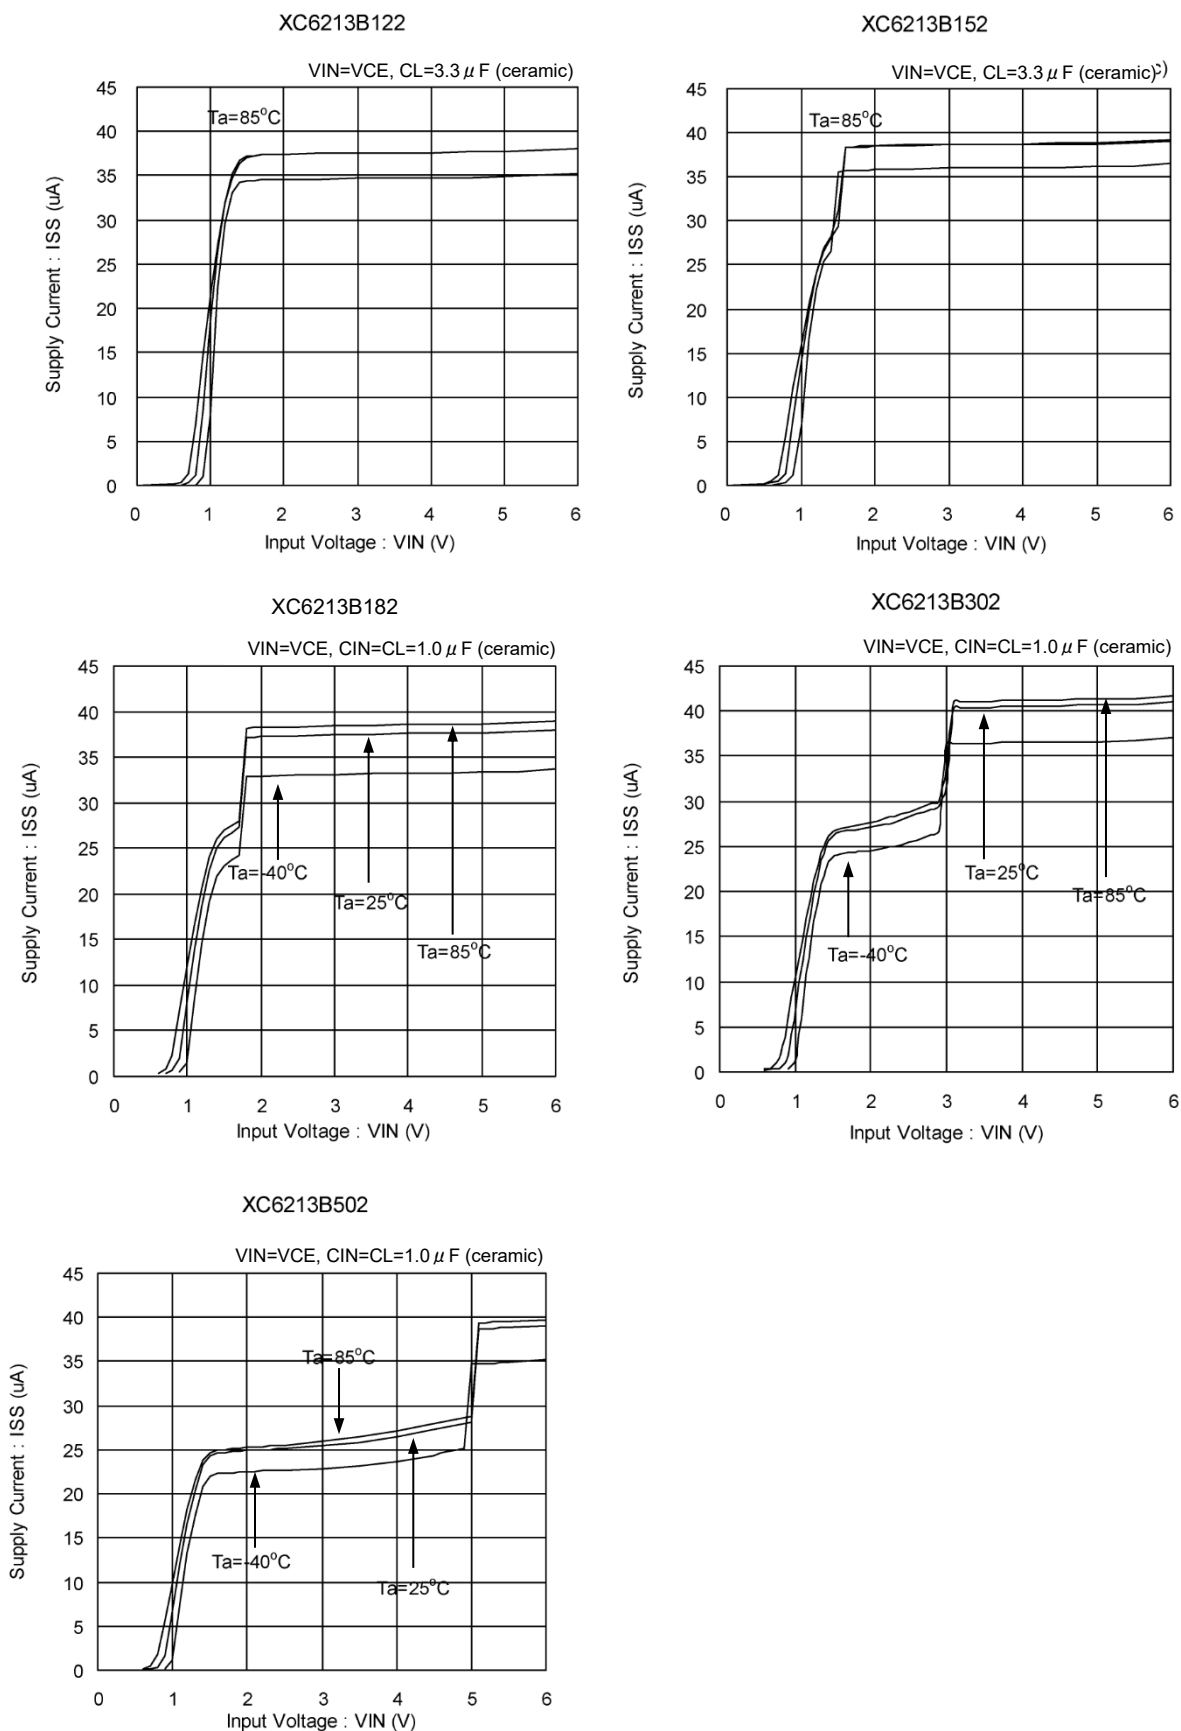 XC6213B122
VIN=VCE, CL=3.3 μ F (ceramic)
Ta=85°C
45
40
35
30
25
20
15
10
5
0
Supply Current : ISS (uA)
0 1 2 3 4 5 6
Input Voltage : VIN (V)
XC6213B152
VIN=VCE, CL=3.3 μ F (ceramic)
Ta=85°C
45
40
35
30
25
20
15
10
5
0
Supply Current : ISS (uA)
0 1 2 3 4 5 6
Input Voltage : VIN (V)
XC6213B182
VIN=VCE, CIN=CL=1.0 μ F (ceramic)
45
40
35
30
25
20
15
10
5
0
Supply Current : ISS (uA)
Ta=-40°C
Ta=25°C
Ta=85°C
0 1 2 3 4 5 6
Input Voltage : VIN (V)
XC6213B302
VIN=VCE, CIN=CL=1.0 μ F (ceramic)
45
40
35
30
25
20
15
10
5
0
Supply Current : ISS (uA)
Ta=25°C
Ta=85°C
Ta=-40°C
0 1 2 3 4 5 6
Input Voltage : VIN (V)
XC6213B502
VIN=VCE, CIN=CL=1.0 μ F (ceramic)
45
40
35
30
25
20
15
10
5
0
Supply Current : ISS (uA)
Ta=85°C
Ta=-40°C
Ta=25°C
0 1 2 3 4 5 6
Input Voltage : VIN (V)